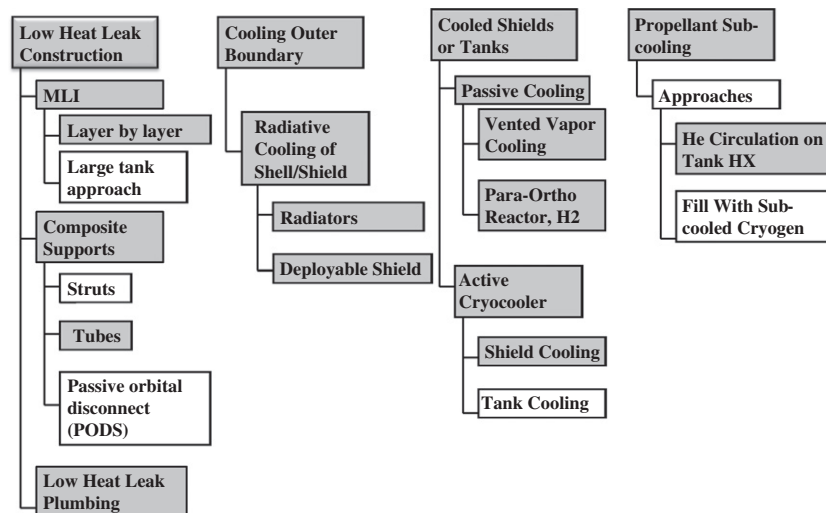 Low Heat Leak
Construction
MLI
Layer by layer
Large tank
approach
Composite
Supports
Struts
Tubes
Passive orbital
disconnect
(PODS)
Low Heat Leak
Plumbing
Cooling Outer
Boundary
Radiative
Cooling of
Shell/Shield
Radiators
Deployable Shield
Cooled Shields
or Tanks
Passive Cooling
Vented Vapor
Cooling
Para-Ortho
Reactor, H2
Active
Cryocooler
Shield Cooling
Tank Cooling
Propellant Sub-
cooling
Approaches
He Circulation on
Tank HX
Fill With Sub-
cooled Cryogen